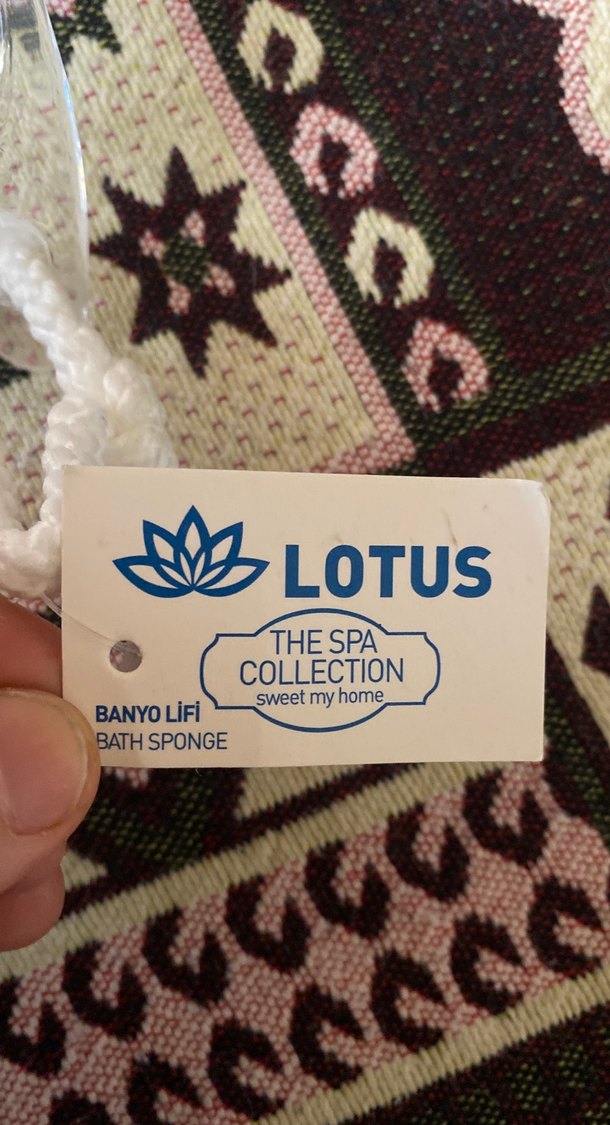 LOTUS
THE SPA
COLLECTION
sweet my home
BANYO LİFİ
BATH SPONGE